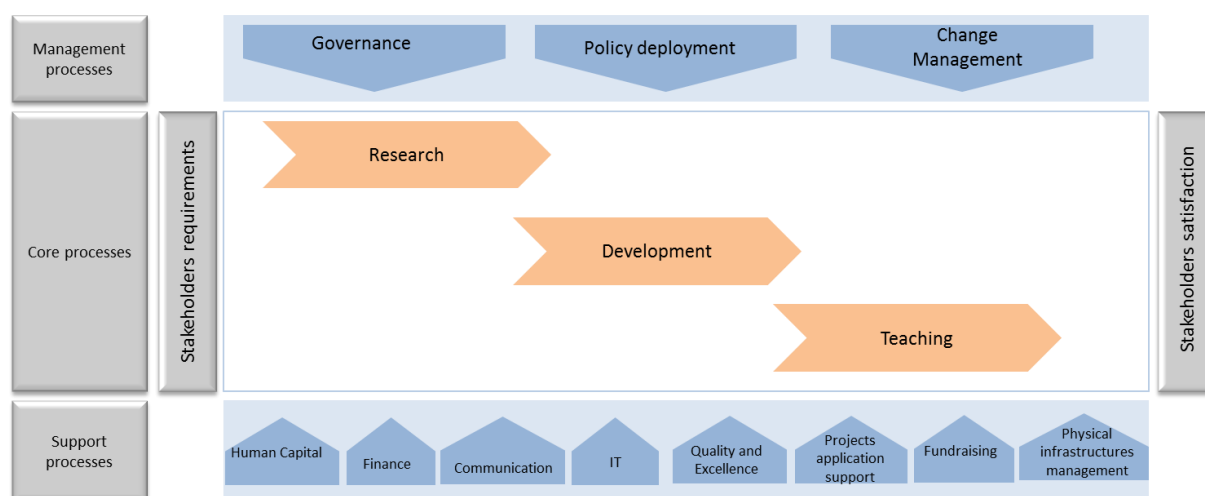 Management
processes
Governance
Policy deployment
Change
Management
Core processes
Stakeholders requirements
Research
Development
Teaching
Stakeholders satisfaction
Support
processes
Human Capital
Finance
Communication
IT
Quality and
Excellence
Projects
application
support
Fundraising
Physical
infrastructures
management